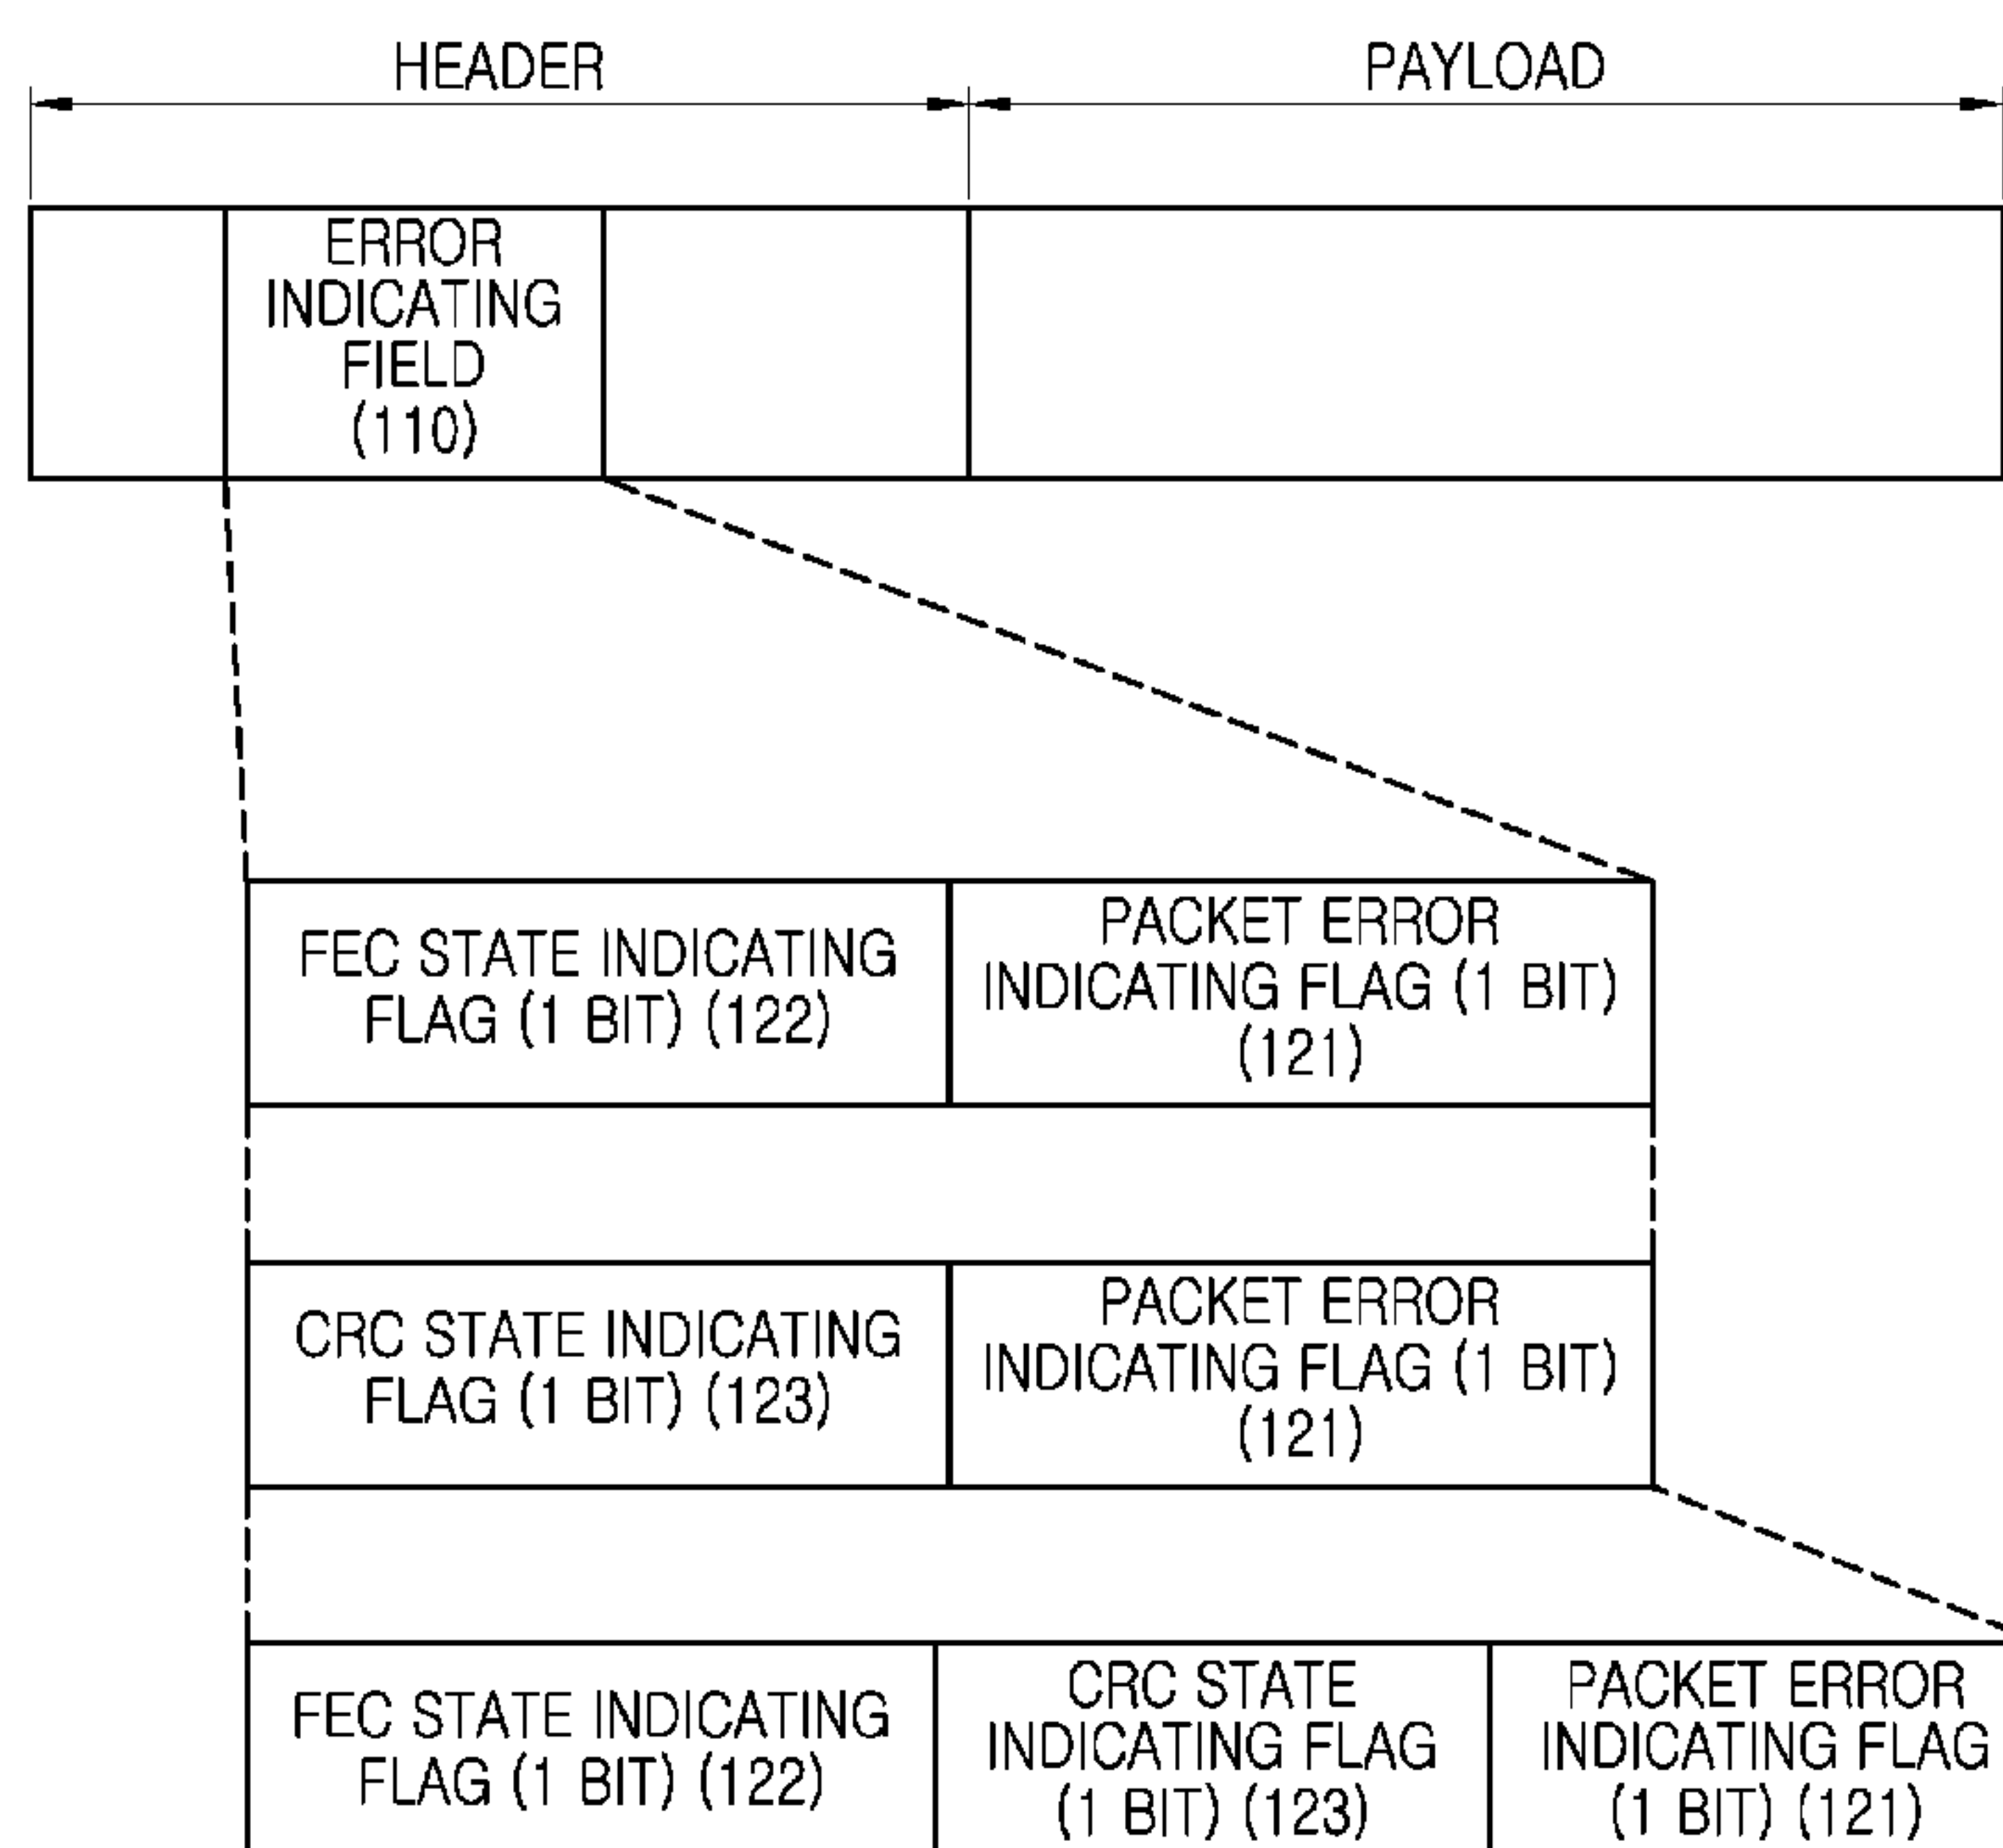 HEADER
PAYLOAD
ERROR
INDICATING
FIELD
(110)
FEC STATE INDICATING
FLAG (1 BIT) (122)
PACKET ERROR
INDICATING FLAG (1 BIT)
(121)
CRC STATE INDICATING
FLAG (1 BIT) (123)
PACKET ERROR
INDICATING FLAG (1 BIT)
(121)
FEC STATE INDICATING
FLAG (1 BIT) (122)
CRC STATE
INDICATING FLAG
(1 BIT) (123)
PACKET ERROR
INDICATING FLAG
(1 BIT) (121)